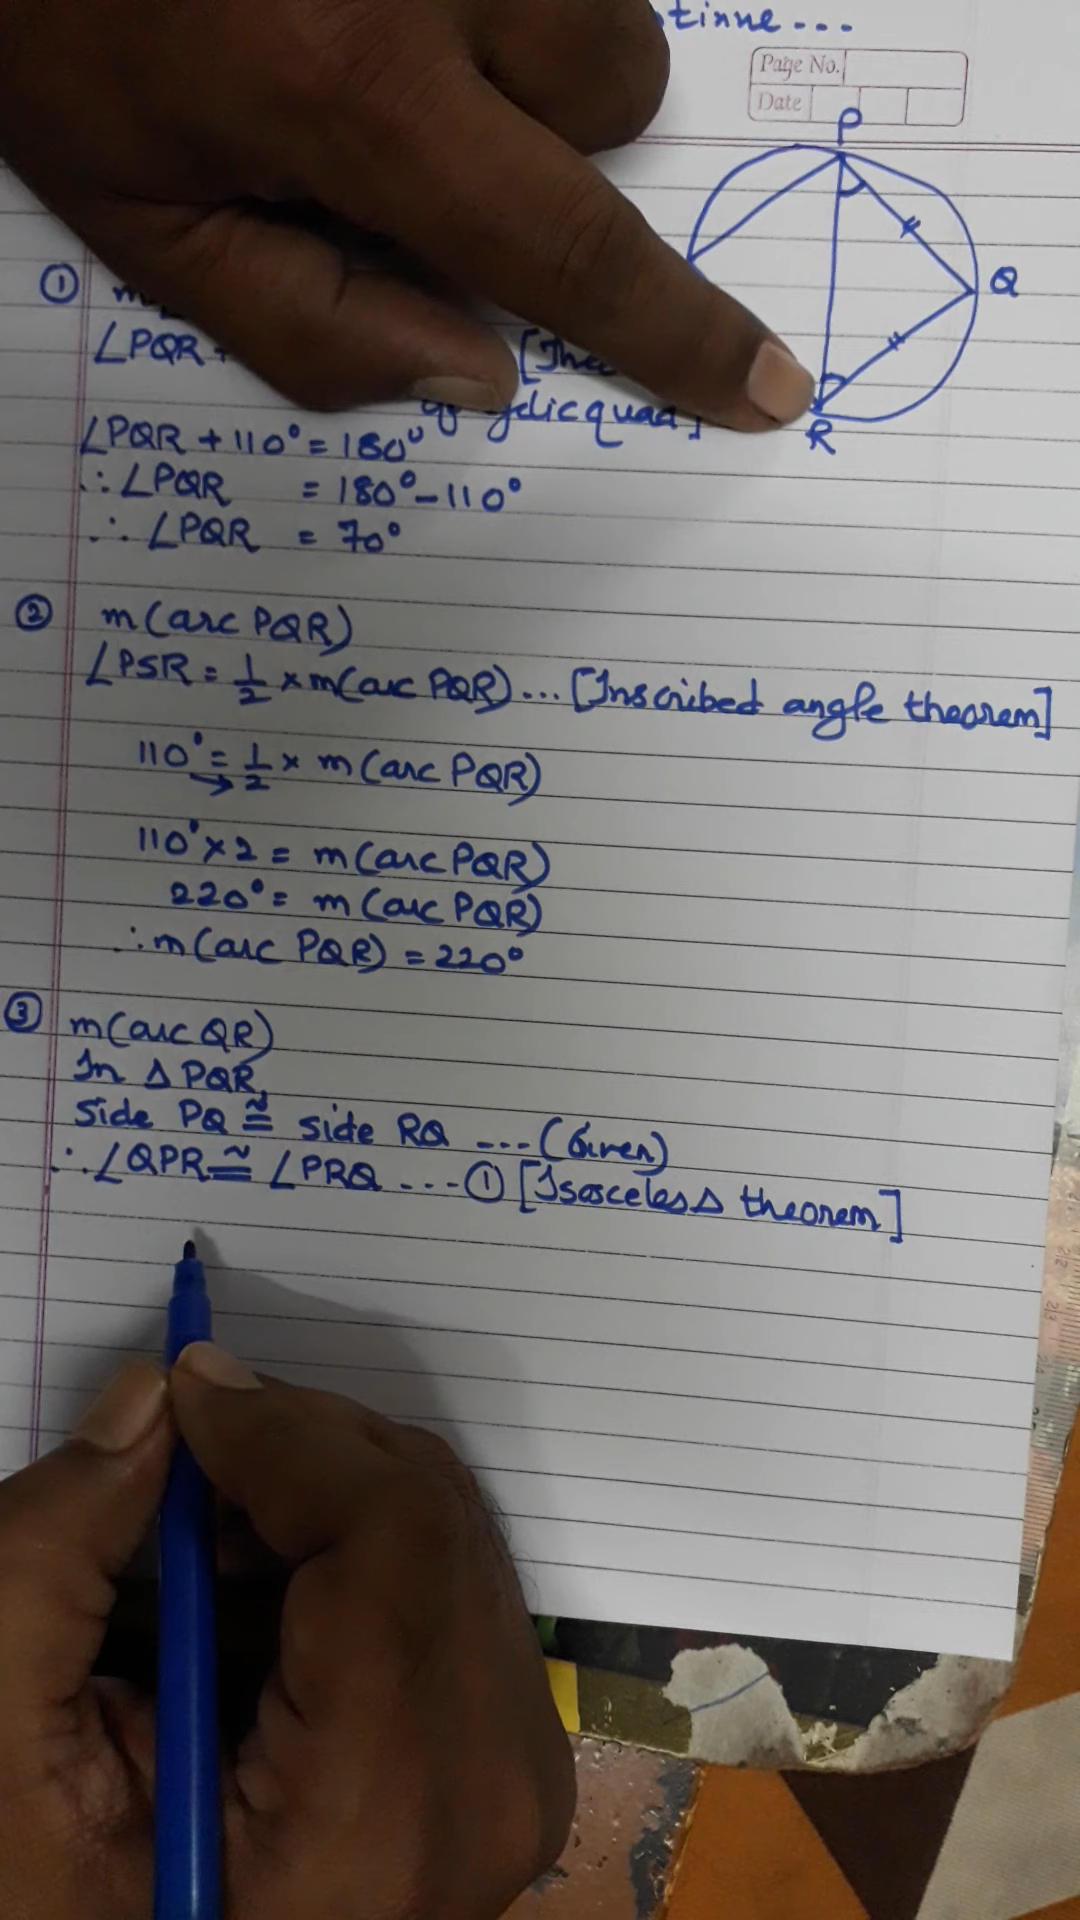 Page No.
Date
P
Q
R
①
∠PQR +
of cyclic quad]
∠PQR + 110° = 180°
∴ ∠PQR = 180° - 110°
∴ ∠PQR = 70°
② m(arc PQR)
∠PSR = 1/2 × m(arc PQR) ... [Inscribed angle theorem]
110° = 1/2 × m(arc PQR)
110° × 2 = m(arc PQR)
220° = m(arc PQR)
∴ m(arc PQR) = 220°
③ m(arc QR)
In △ PQR,
Side PQ ≅ side RQ ... (Given)
∴ ∠QPR ≅ ∠PRQ ... ① [Isosceles △ theorem]